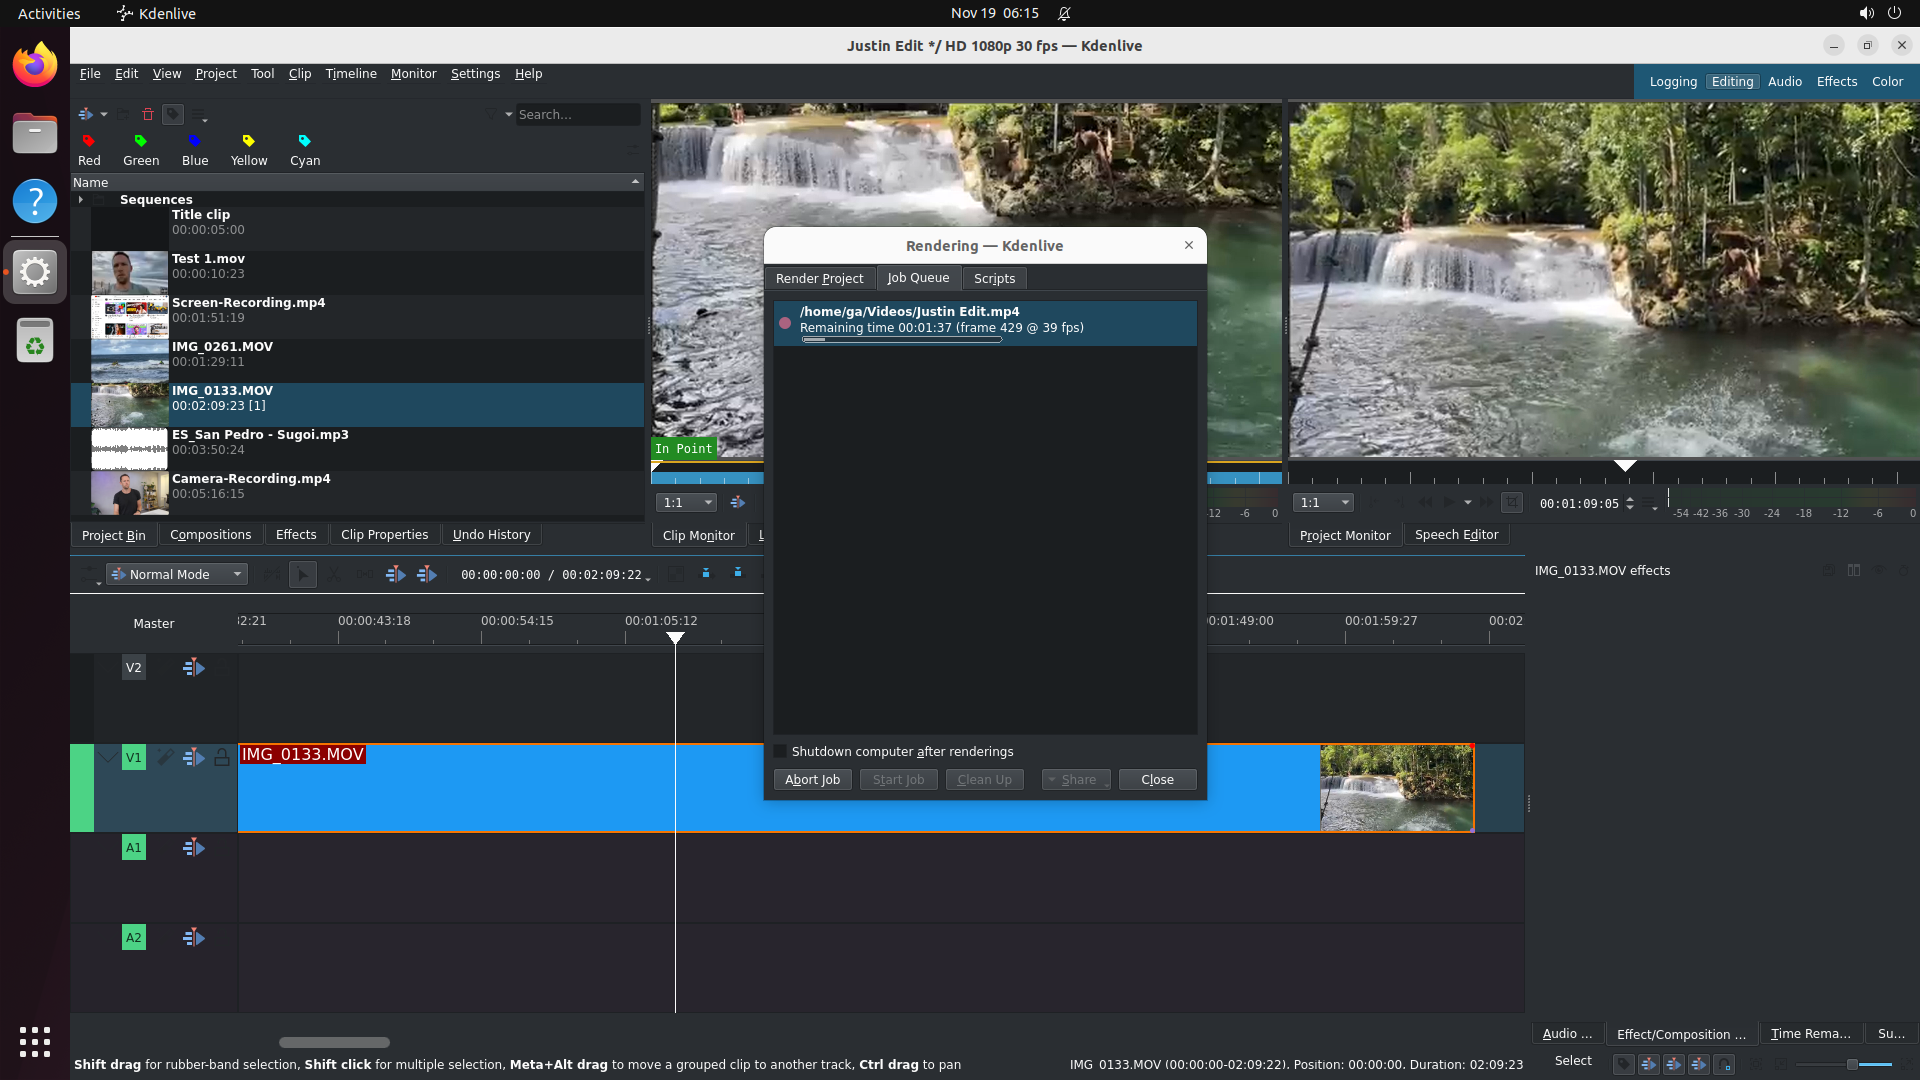 Activities
Kdenlive
Nov 19 06:15
Justin Edit */ HD 1080p 30 fps — Kdenlive
File Edit View Project Tool Clip Timeline Monitor Settings Help
Logging Editing Audio Effects Color
Search...
Red Green Blue Yellow Cyan
Name
Sequences
Title clip
00:00:05:00
Test 1.mov
00:00:10:23
Screen-Recording.mp4
00:01:51:19
IMG_0261.MOV
00:01:29:11
IMG_0133.MOV
00:02:09:23 [1]
ES_San Pedro - Sugoi.mp3
00:03:50:24
Camera-Recording.mp4
00:05:16:15
Project Bin Compositions Effects Clip Properties Undo History
In Point
1:1
-12 -6 0
Clip Monitor
1:1
00:01:09:05
-54 -42 -36 -30 -24 -18 -12 -6 0
Project Monitor Speech Editor
Rendering — Kdenlive
Render Project Job Queue Scripts
/home/ga/Videos/Justin Edit.mp4
Remaining time 00:01:37 (frame 429 @ 39 fps)
Shutdown computer after renderings
Abort Job Start Job Clean Up Share Close
Normal Mode
00:00:00:00 / 00:02:09:22
IMG_0133.MOV effects
Master
32:21 00:00:43:18 00:00:54:15 00:01:05:12 00:01:49:00 00:01:59:27 00:02
V2
V1
IMG_0133.MOV
A1
A2
Audio ... Effect/Composition ... Time Rema... Su...
Shift drag for rubber-band selection, Shift click for multiple selection, Meta+Alt drag to move a grouped clip to another track, Ctrl drag to pan
IMG_0133.MOV (00:00:00-02:09:22). Position: 00:00:00. Duration: 02:09:23
Select